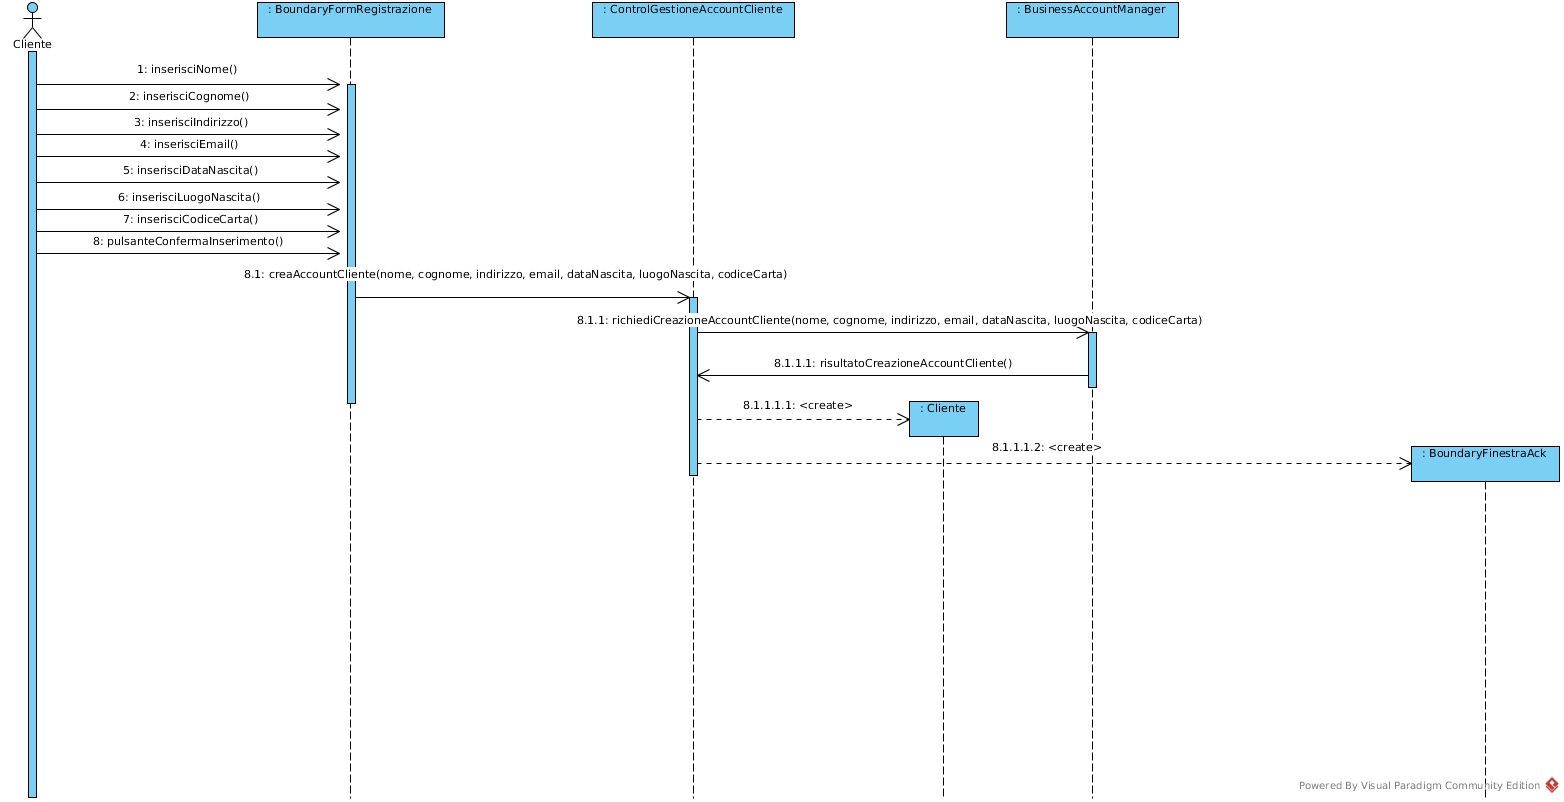 : BoundaryFormRegistrazione
: ControlGestioneAccountCliente
: BusinessAccountManager
Cliente
1: inserisciNome()
2: inserisciCognome()
3: inserisciIndirizzo()
4: inserisciEmail()
5: inserisciDataNascita()
6: inserisciLuogoNascita()
7: inserisciCodiceCarta()
8: pulsanteConfermaInserimento()
8.1: creaAccountCliente(nome, cognome, indirizzo, email, dataNascita, luogoNascita, codiceCarta)
8.1.1: richiediCreazioneAccountCliente(nome, cognome, indirizzo, email, dataNascita, luogoNascita, codiceCarta)
8.1.1.1: risultatoCreazioneAccountCliente()
8.1.1.1.1: <create>
: Cliente
8.1.1.1.2: <create>
: BoundaryFinestraAck
Powered By Visual Paradigm Community Edition